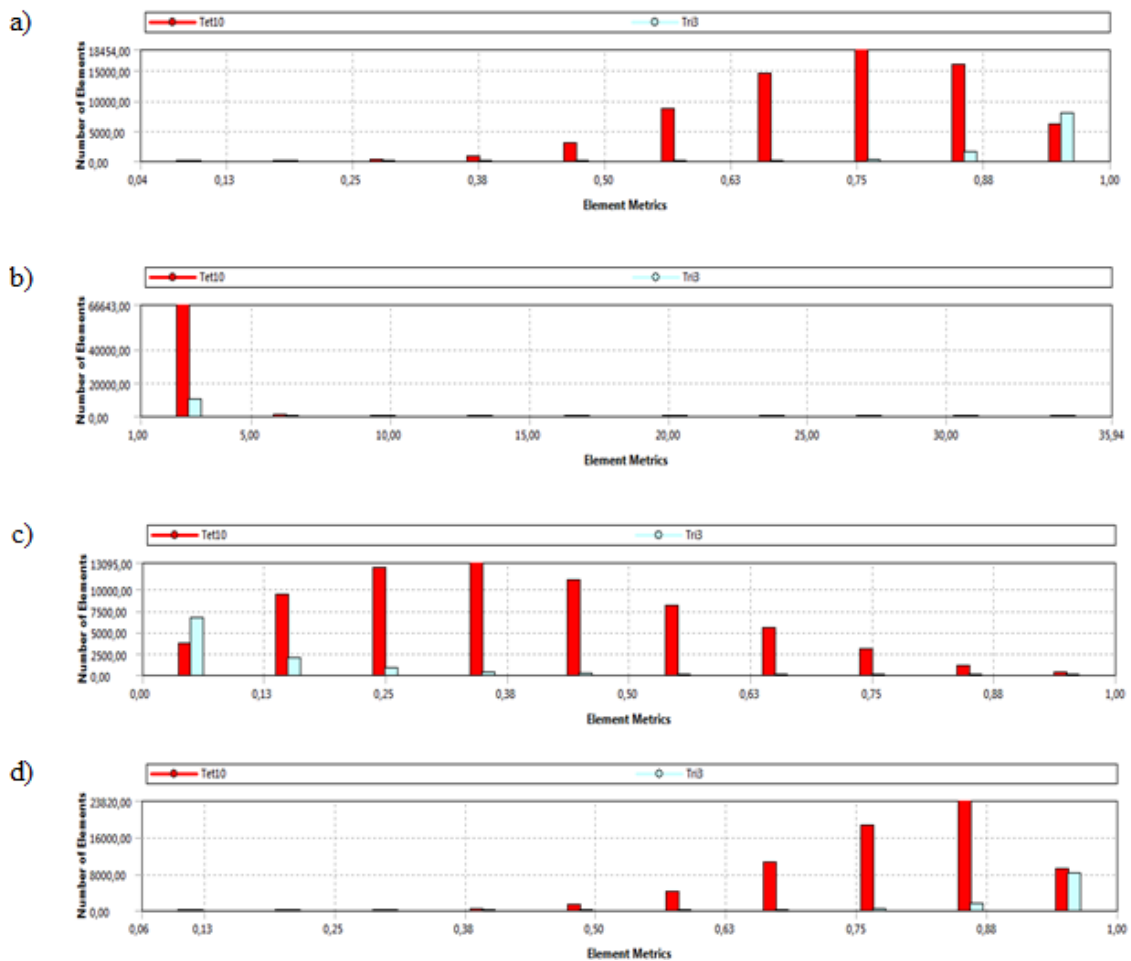 a)
Tet10 Tri3
Number of Elements
18454,00
15000,00
10000,00
5000,00
0,00
0,04 0,13 0,25 0,38 0,50 0,63 0,75 0,88 1,00
Element Metrics
b)
Tet10 Tri3
Number of Elements
66643,00
40000,00
20000,00
0,00
1,00 5,00 10,00 15,00 20,00 25,00 30,00 35,94
Element Metrics
c)
Tet10 Tri3
Number of Elements
13095,00
10000,00
7500,00
5000,00
2500,00
0,00
0,00 0,13 0,25 0,38 0,50 0,63 0,75 0,88 1,00
Element Metrics
d)
Tet10 Tri3
Number of Elements
23820,00
16000,00
8000,00
0,00
0,06 0,13 0,25 0,38 0,50 0,63 0,75 0,88 1,00
Element Metrics